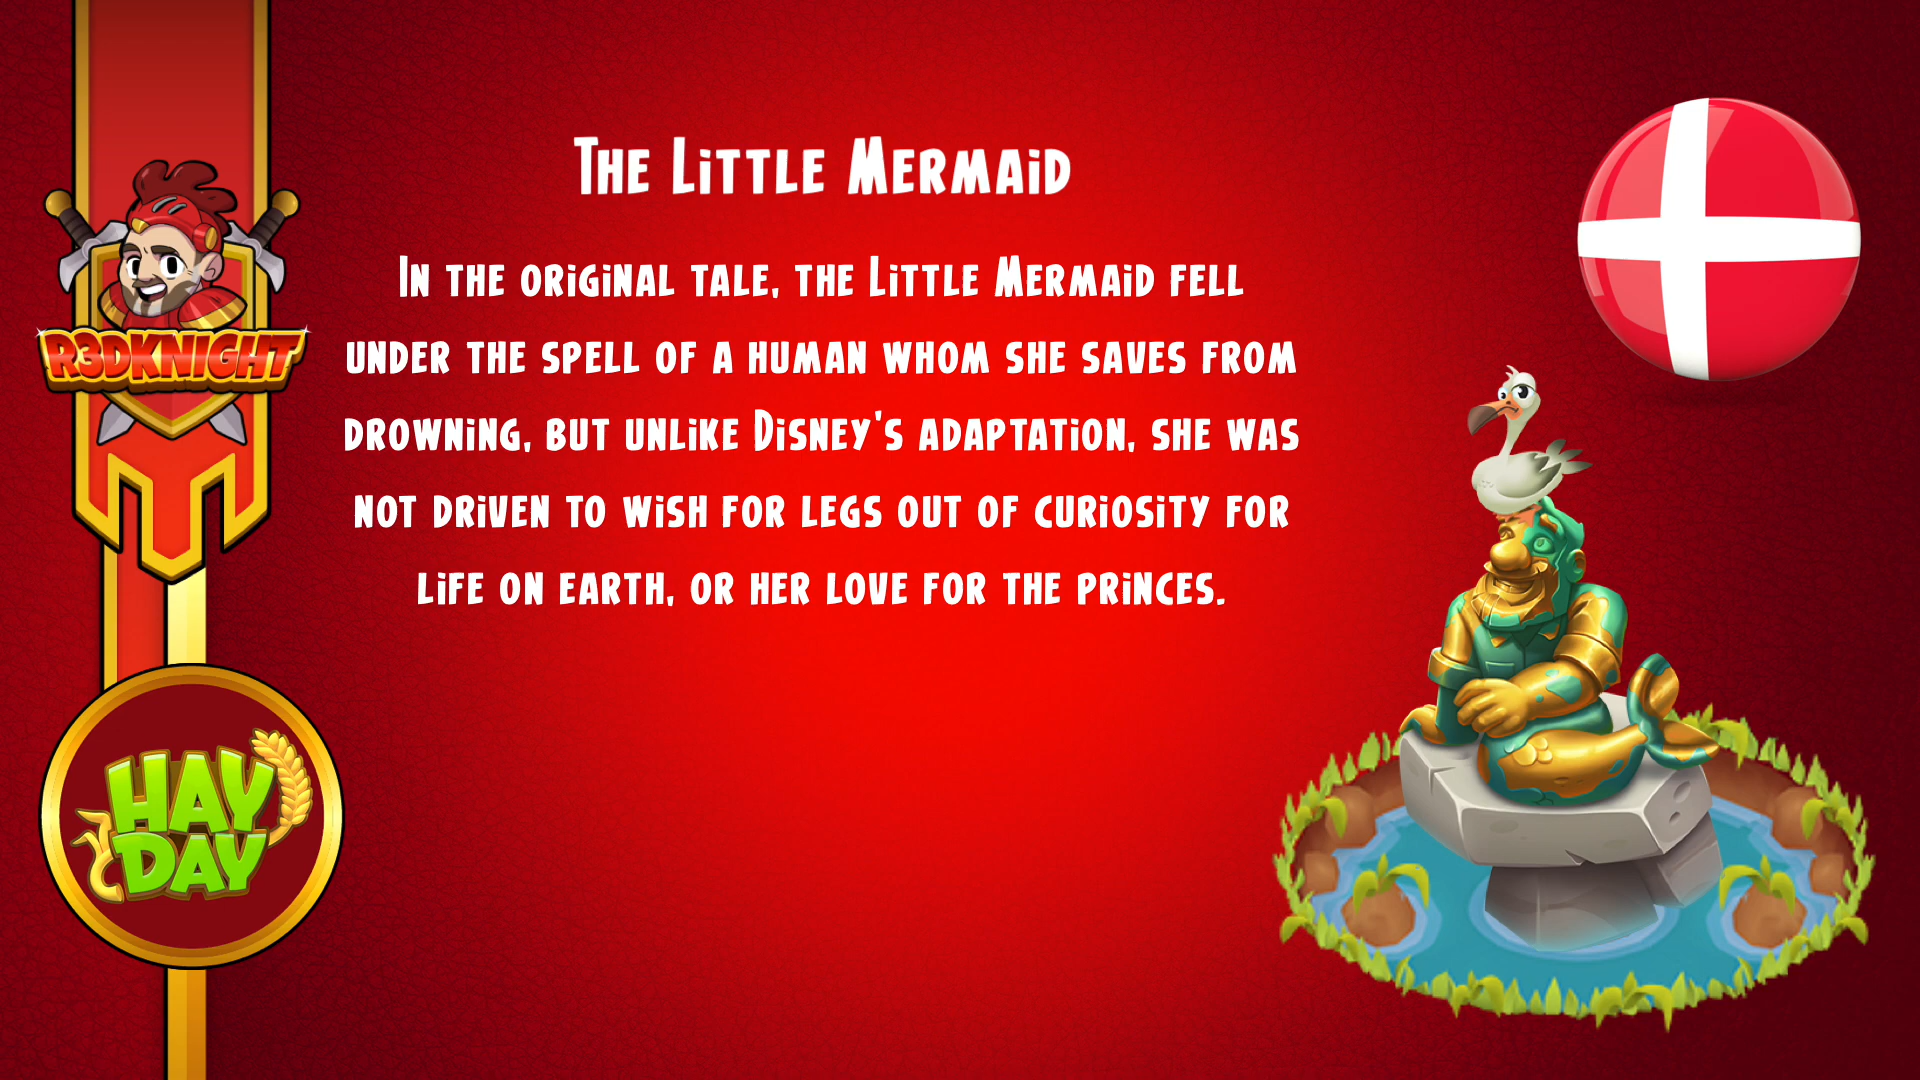 The Little Mermaid
In the original tale, the Little Mermaid fell
under the spell of a human whom she saves from
drowning, but unlike Disney's adaptation, she was
not driven to wish for legs out of curiosity for
life on earth, or her love for the princes.
R3DKNIGHT
HAY
DAY